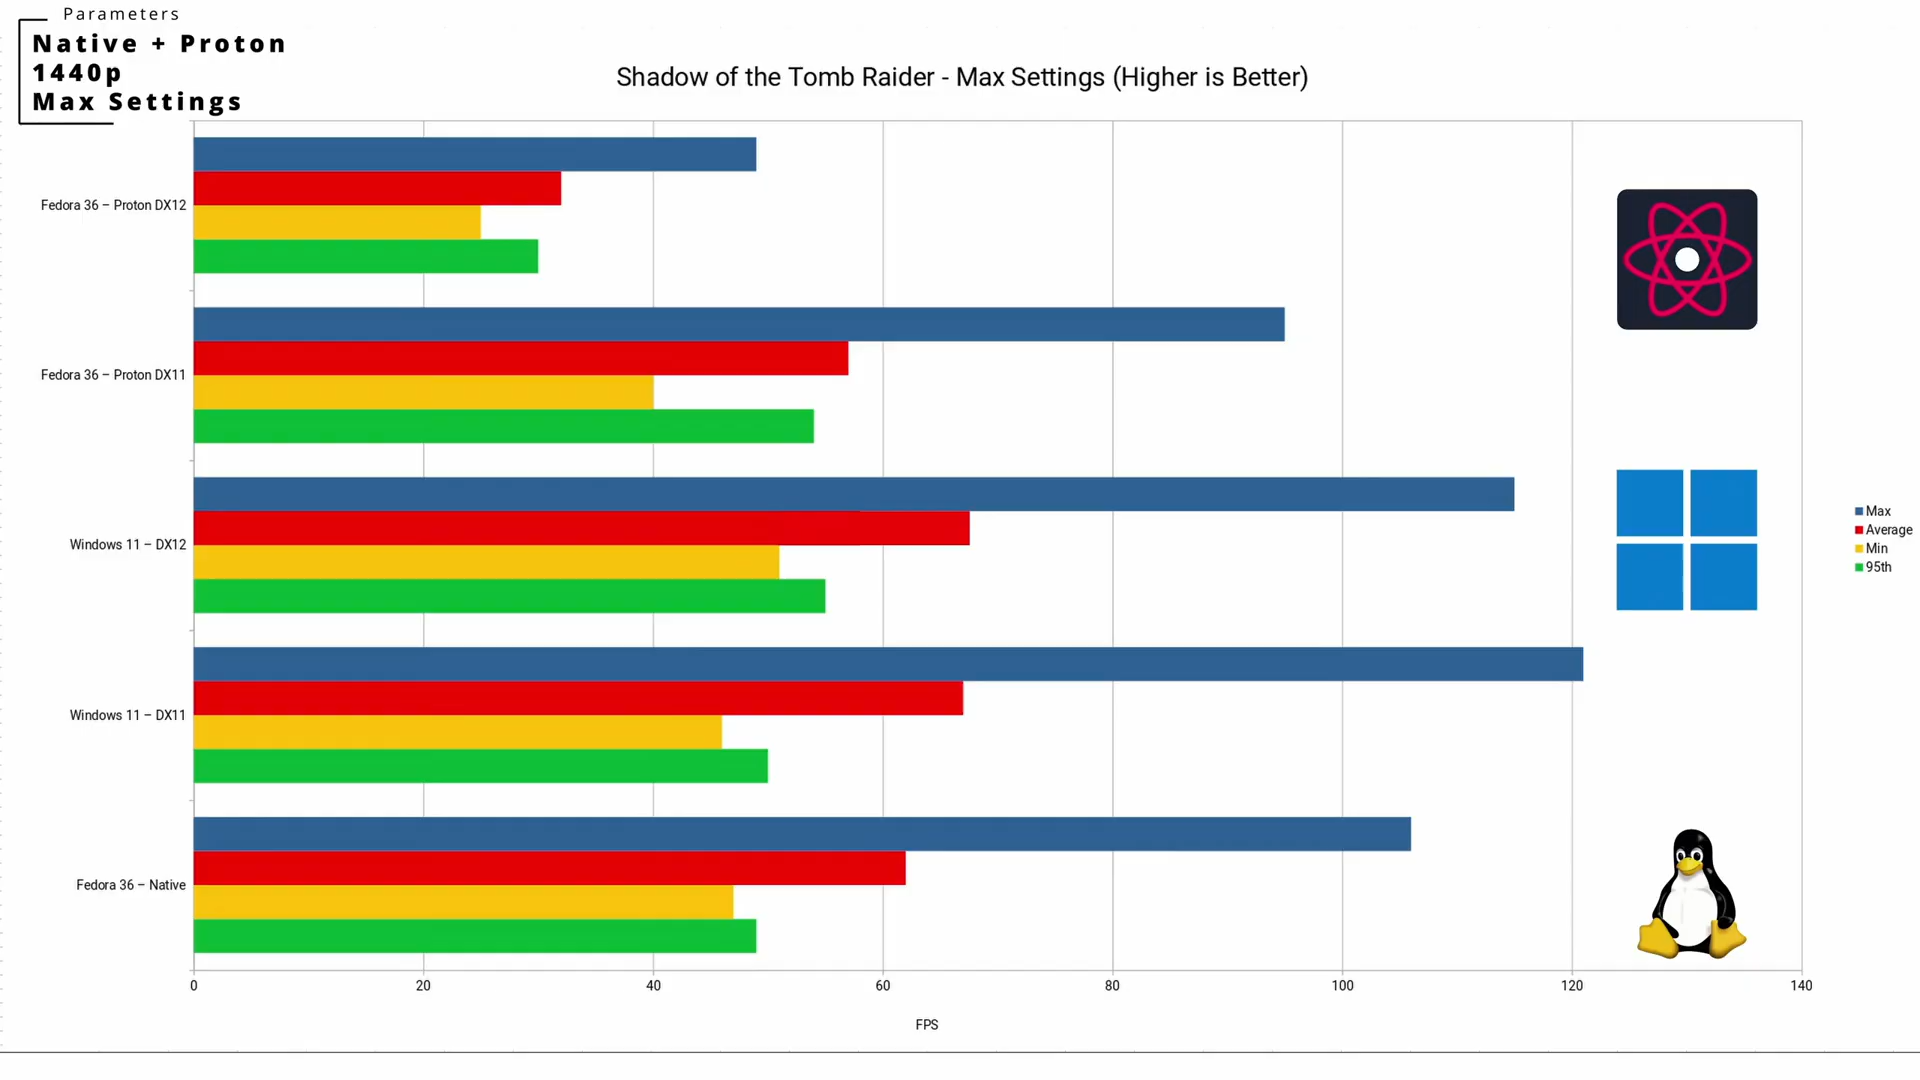 Parameters
Native + Proton
1440p
Max Settings
Shadow of the Tomb Raider - Max Settings (Higher is Better)
Fedora 36 – Proton DX12
Fedora 36 – Proton DX11
Windows 11 – DX12
Windows 11 – DX11
Fedora 36 – Native
Max
Average
Min
95th
0 20 40 60 80 100 120 140
FPS